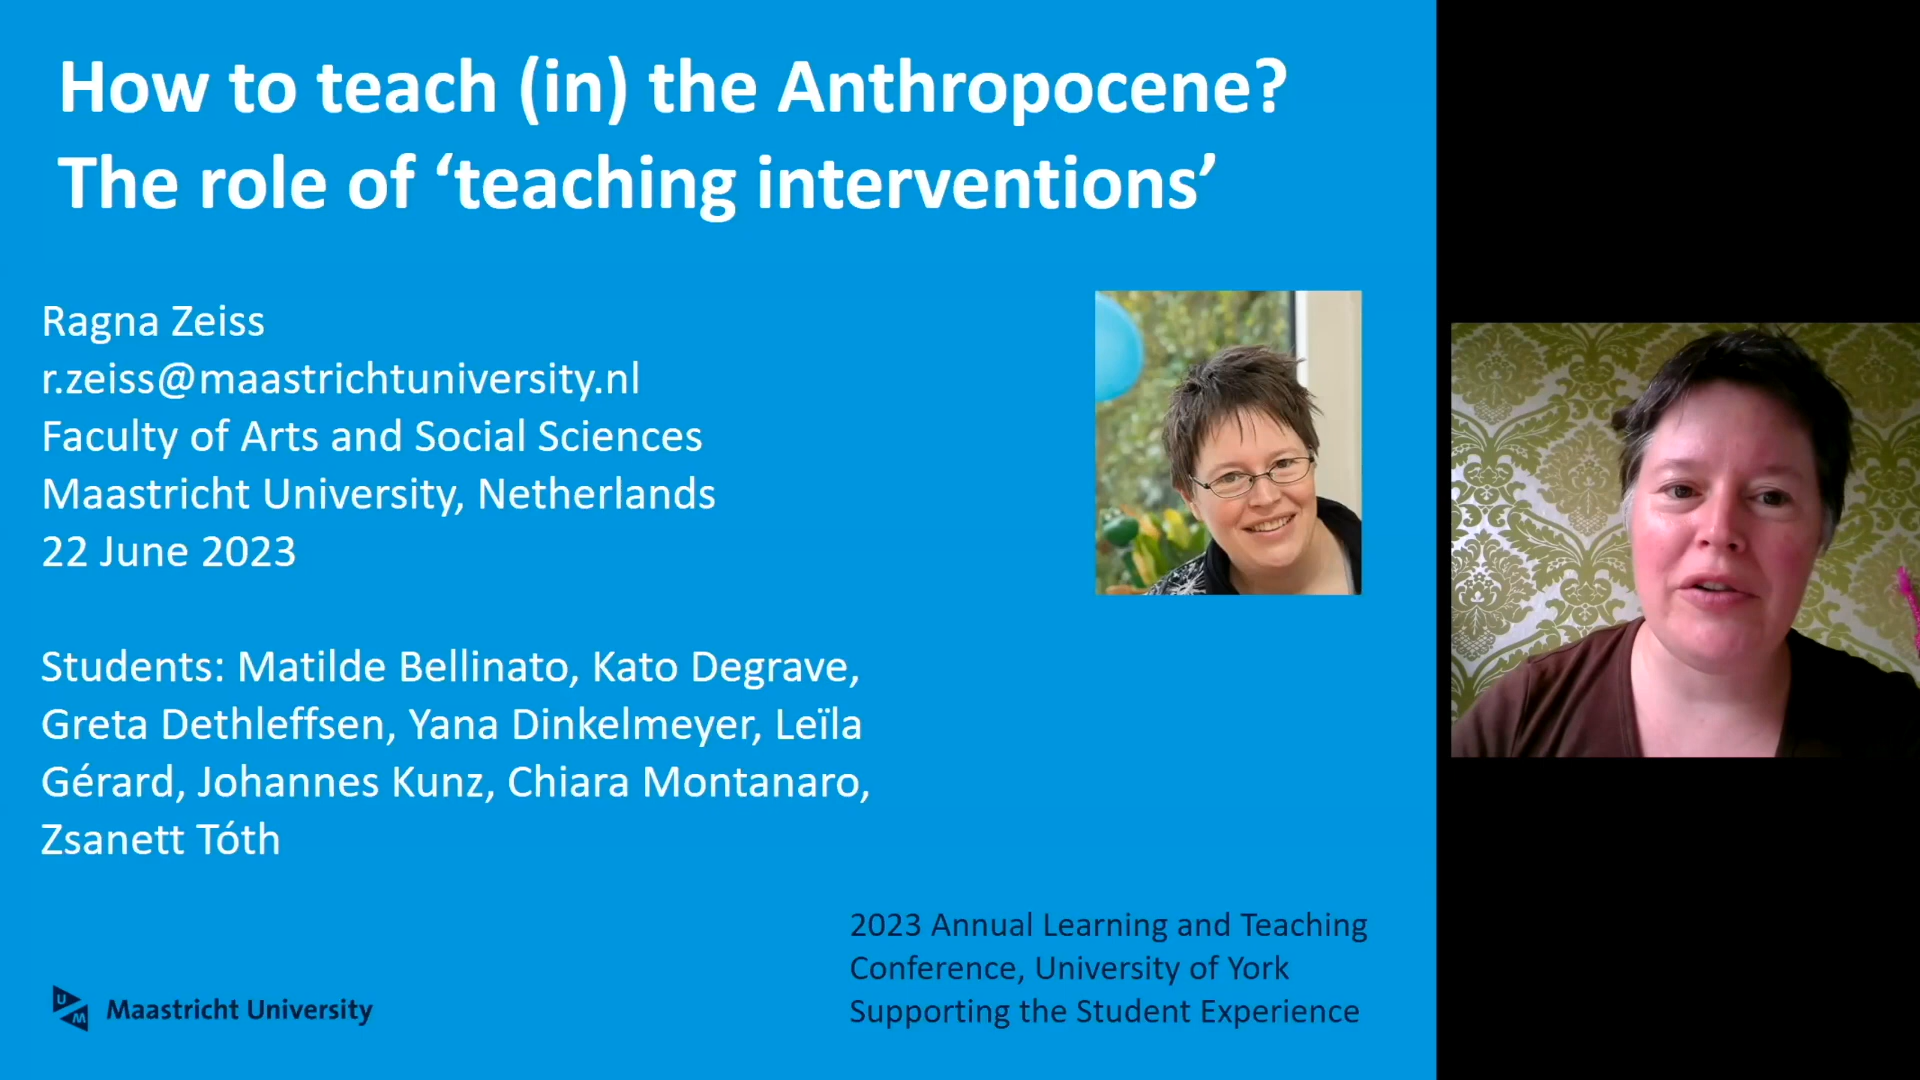 How to teach (in) the Anthropocene?
The role of ‘teaching interventions’
Ragna Zeiss
r.zeiss@maastrichtuniversity.nl
Faculty of Arts and Social Sciences
Maastricht University, Netherlands
22 June 2023
Students: Matilde Bellinato, Kato Degrave,
Greta Dethleffsen, Yana Dinkelmeyer, Leïla
Gérard, Johannes Kunz, Chiara Montanaro,
Zsanett Tóth
2023 Annual Learning and Teaching
Conference, University of York
Supporting the Student Experience
UM Maastricht University